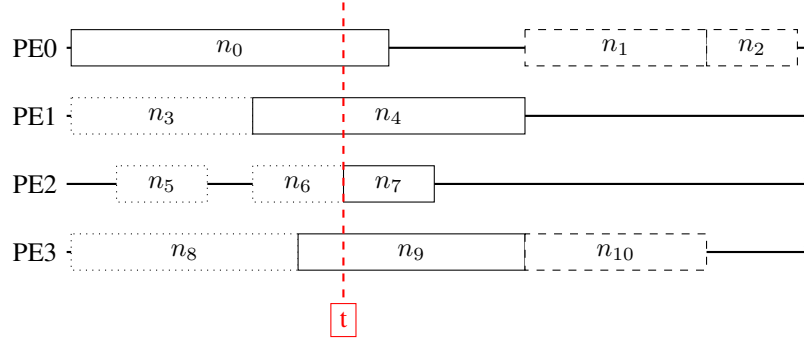 PE0 n₀ n₁ n₂
PE1 n₃ n₄
PE2 n₅ n₆ n₇
PE3 n₈ n₉ n₁₀
t